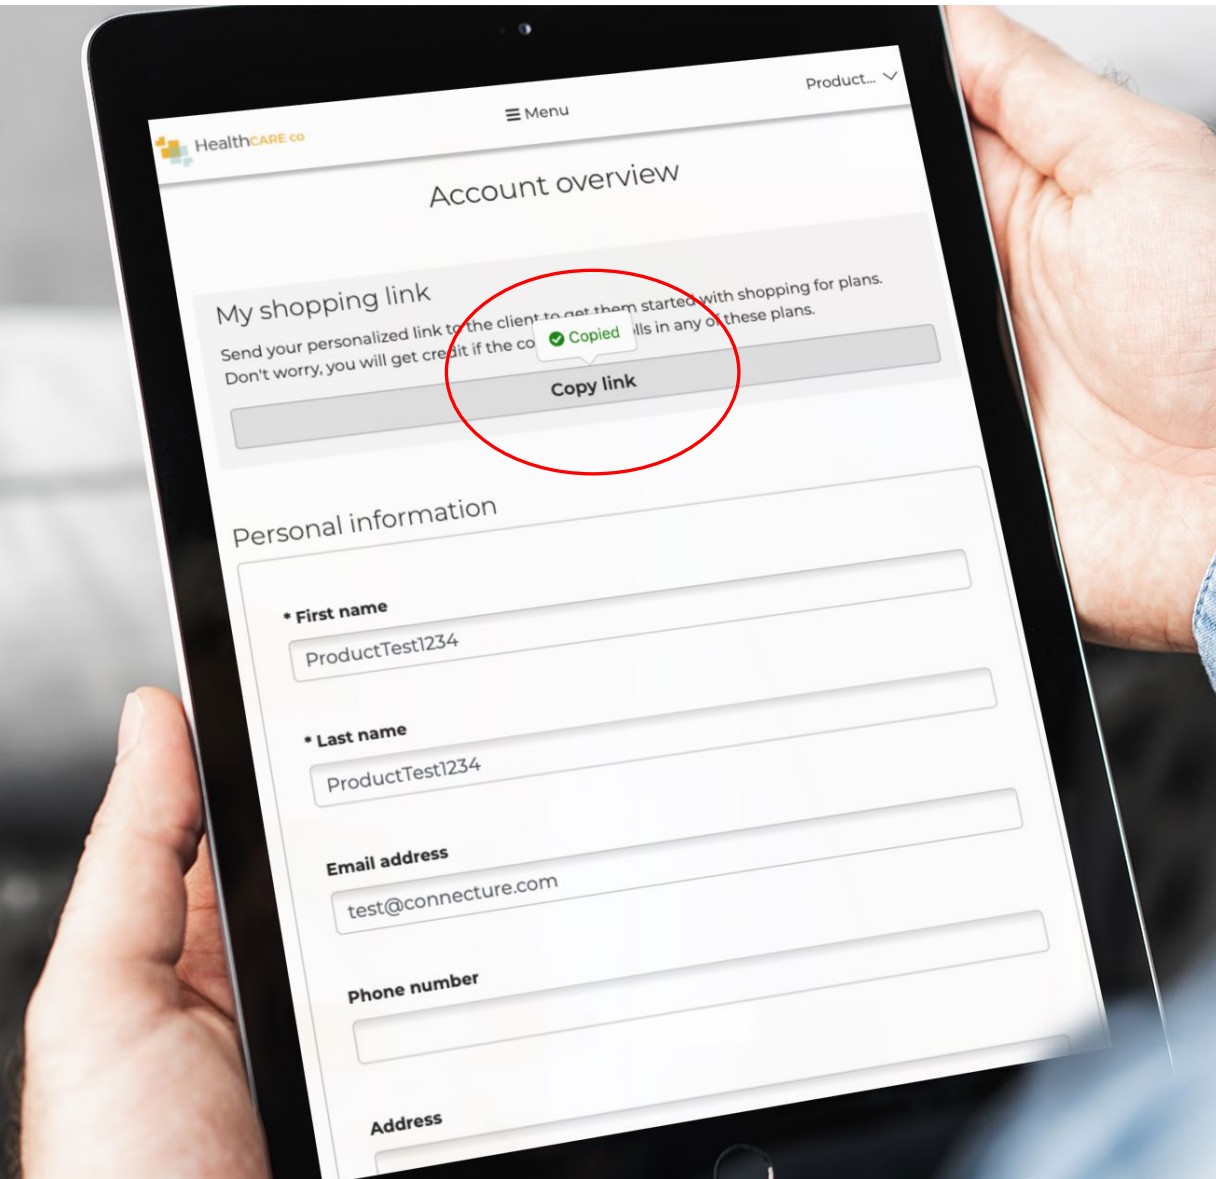 HealthCARE co
Menu
Product...
Account overview
My shopping link
Send your personalized link to the client to get them started with shopping for plans.
Don't worry, you will get credit if the co lls in any of these plans.
Copied
Copy link
Personal information
* First name
ProductTest1234
* Last name
ProductTest1234
Email address
test@connecture.com
Phone number
Address